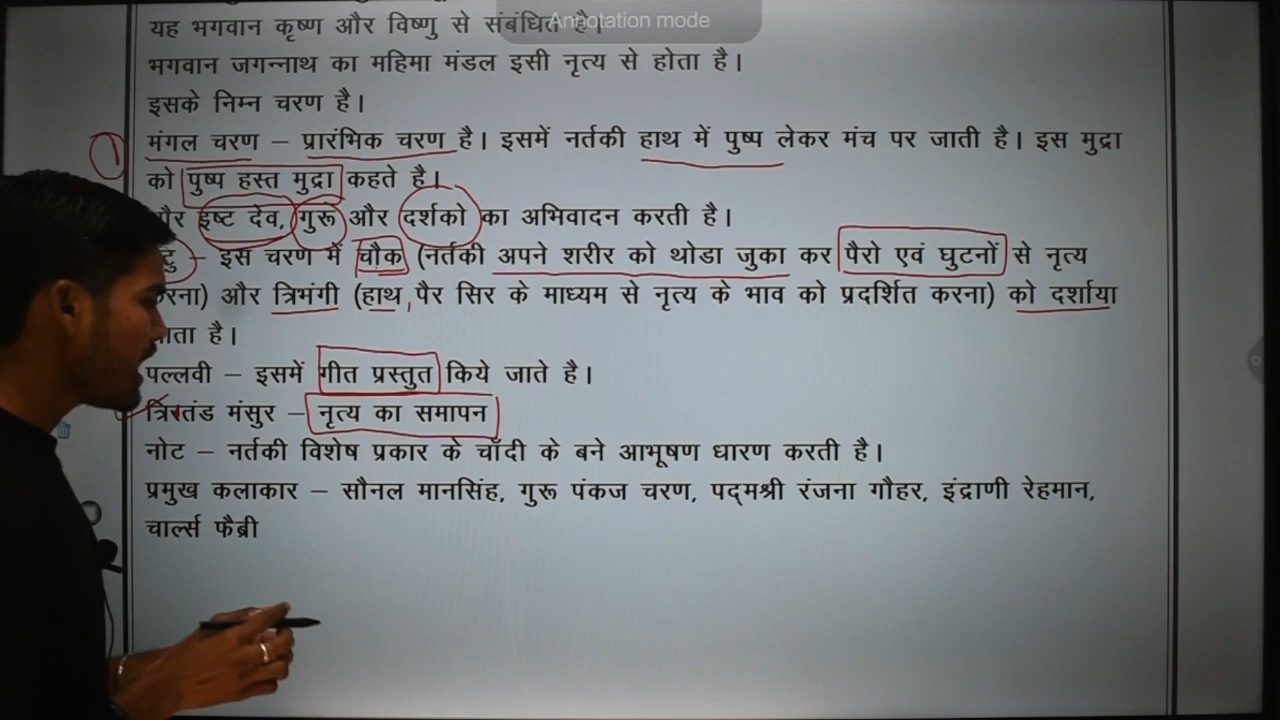 Annotation mode
यह भगवान कृष्ण और विष्णु से संबंधित है।
भगवान जगन्नाथ का महिमा मंडल इसी नृत्य से होता है।
इसके निम्न चरण है।
मंगल चरण – प्रारंभिक चरण है। इसमें नर्तकी हाथ में पुष्प लेकर मंच पर जाती है। इस मुद्रा
को पुष्प हस्त मुद्रा कहते है।
इष्ट देव, गुरू और दर्शको का अभिवादन करती है।
– इस चरण में चौक (नर्तकी अपने शरीर को थोडा जुका कर पैरो एवं घुटनों से नृत्य
करना) और त्रिभंगी (हाथ, पैर सिर के माध्यम से नृत्य के भाव को प्रदर्शित करना) को दर्शाया
है।
पल्लवी – इसमें गीत प्रस्तुत किये जाते है।
मंसुर – नृत्य का समापन
नोट – नर्तकी विशेष प्रकार के चाँदी के बने आभूषण धारण करती है।
प्रमुख कलाकार – सौनल मानसिंह, गुरू पंकज चरण, पद्मश्री रंजना गौहर, इंद्राणी रेहमान,
चार्ल्स फैब्री